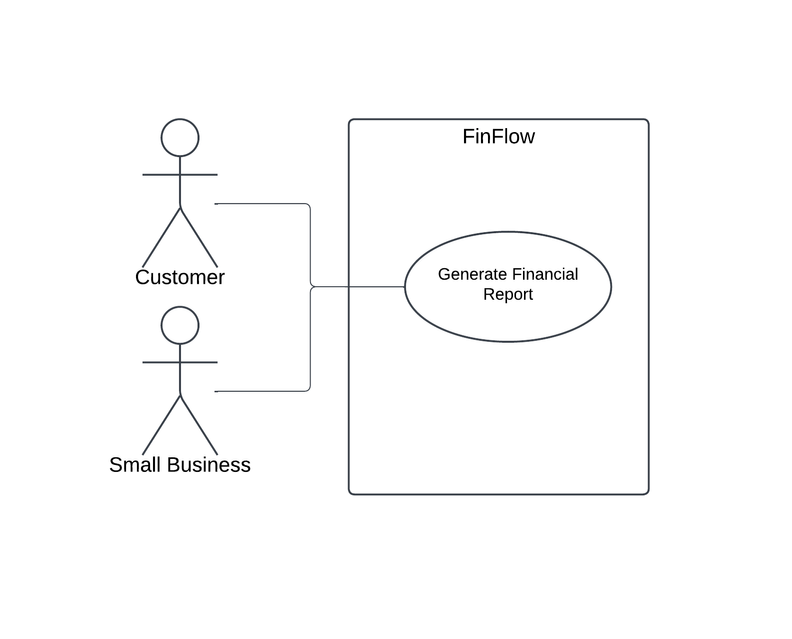 FinFlow
Customer
Generate Financial
Report
Small Business